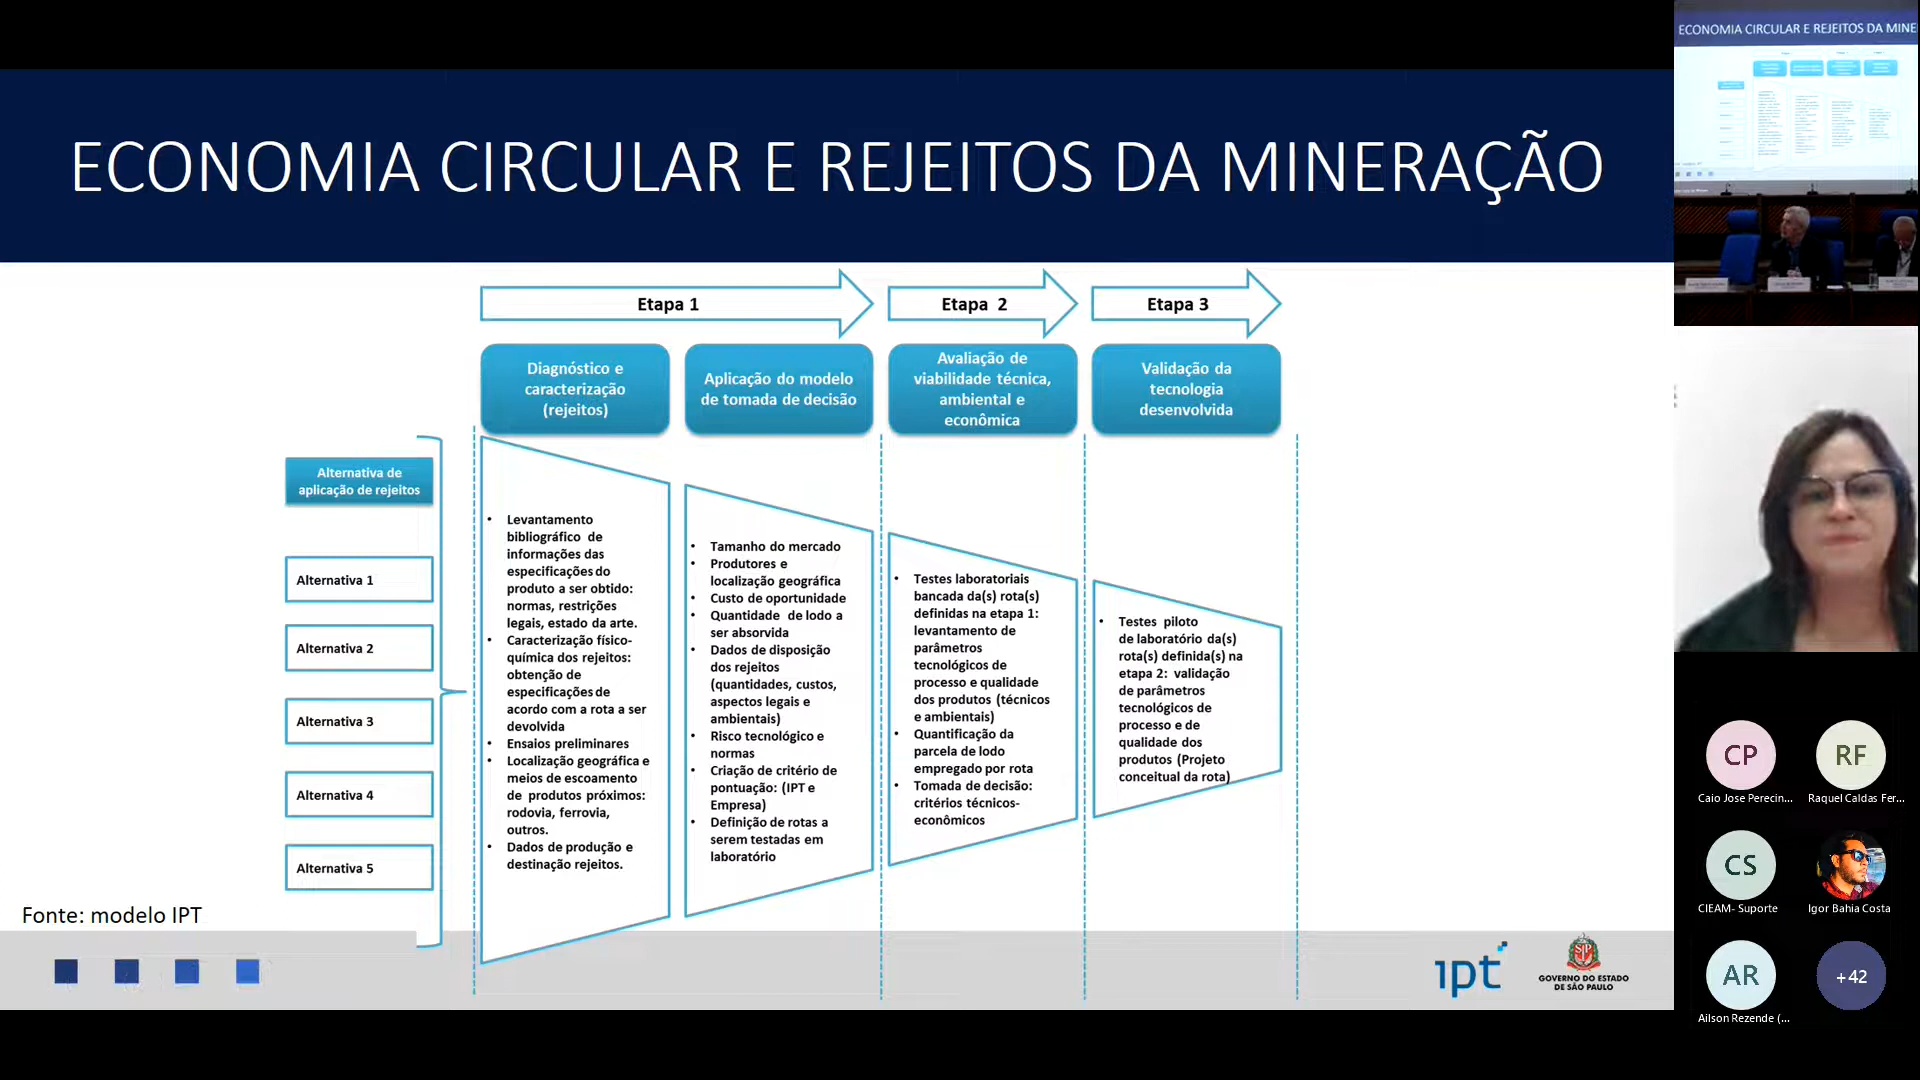 ECONOMIA CIRCULAR E REJEITOS DA MINERAÇÃO
Etapa 1
Etapa 2
Etapa 3
Diagnóstico e
caracterização
(rejeitos)
Aplicação do modelo
de tomada de decisão
Avaliação de
viabilidade técnica,
ambiental e
econômica
Validação da
tecnologia
desenvolvida
Alternativa de
aplicação de rejeitos
Alternativa 1
Alternativa 2
Alternativa 3
Alternativa 4
Alternativa 5
• Levantamento
bibliográfico de
informações das
especificações do
produto a ser obtido:
normas, restrições
legais, estado da arte.
• Caracterização físico-
química dos rejeitos:
obtenção de
especificações de
acordo com a rota a ser
devolvida
• Ensaios preliminares
• Localização geográfica e
meios de escoamento
de produtos próximos:
rodovia, ferrovia,
outros.
• Dados de produção e
destinação rejeitos.
• Tamanho do mercado
• Produtores e
localização geográfica
• Custo de oportunidade
• Quantidade de lodo a
ser absorvida
• Dados de disposição
dos rejeitos
(quantidades, custos,
aspectos legais e
ambientais)
• Risco tecnológico e
normas
• Criação de critério de
pontuação: (IPT e
Empresa)
• Definição de rotas a
serem testadas em
laboratório
• Testes laboratoriais
bancada da(s) rota(s)
definidas na etapa 1:
levantamento de
parâmetros
tecnológicos de
processo e qualidade
dos produtos (técnicos
e ambientais)
• Quantificação da
parcela de lodo
empregado por rota
• Tomada de decisão:
critérios técnicos-
econômicos
• Testes piloto
de laboratório da(s)
rota(s) definida(s) na
etapa 2: validação
de parâmetros
tecnológicos de
processo e de
qualidade dos
produtos (Projeto
conceitual da rota)
Fonte: modelo IPT
ipt
GOVERNO DO ESTADO
DE SÃO PAULO
ECONOMIA CIRCULAR E REJEITOS DA MINE
CP
Caio Jose Perecin...
RF
Raquel Caldas Fer...
CS
CIEAM- Suporte
Igor Bahia Costa
AR
Ailson Rezende (...
+42